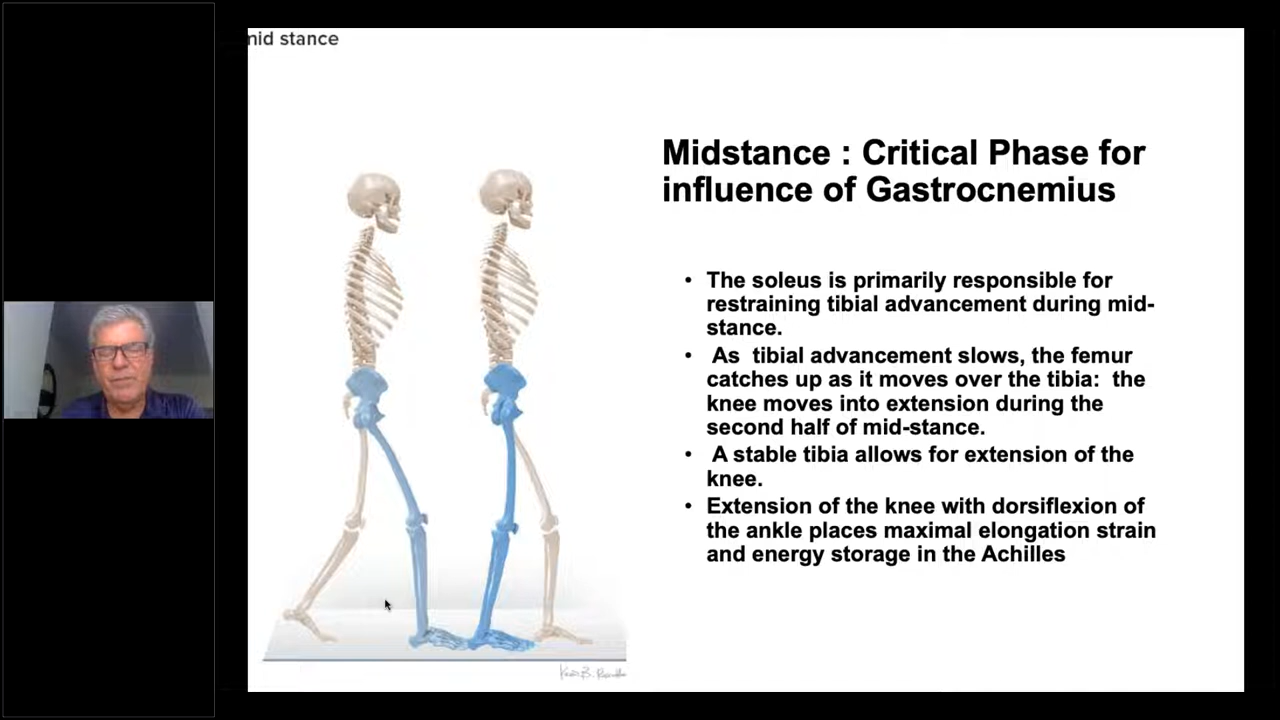 mid stance
Midstance : Critical Phase for
influence of Gastrocnemius
• The soleus is primarily responsible for
restraining tibial advancement during mid-
stance.
• As tibial advancement slows, the femur
catches up as it moves over the tibia: the
knee moves into extension during the
second half of mid-stance.
• A stable tibia allows for extension of the
knee.
• Extension of the knee with dorsiflexion of
the ankle places maximal elongation strain
and energy storage in the Achilles